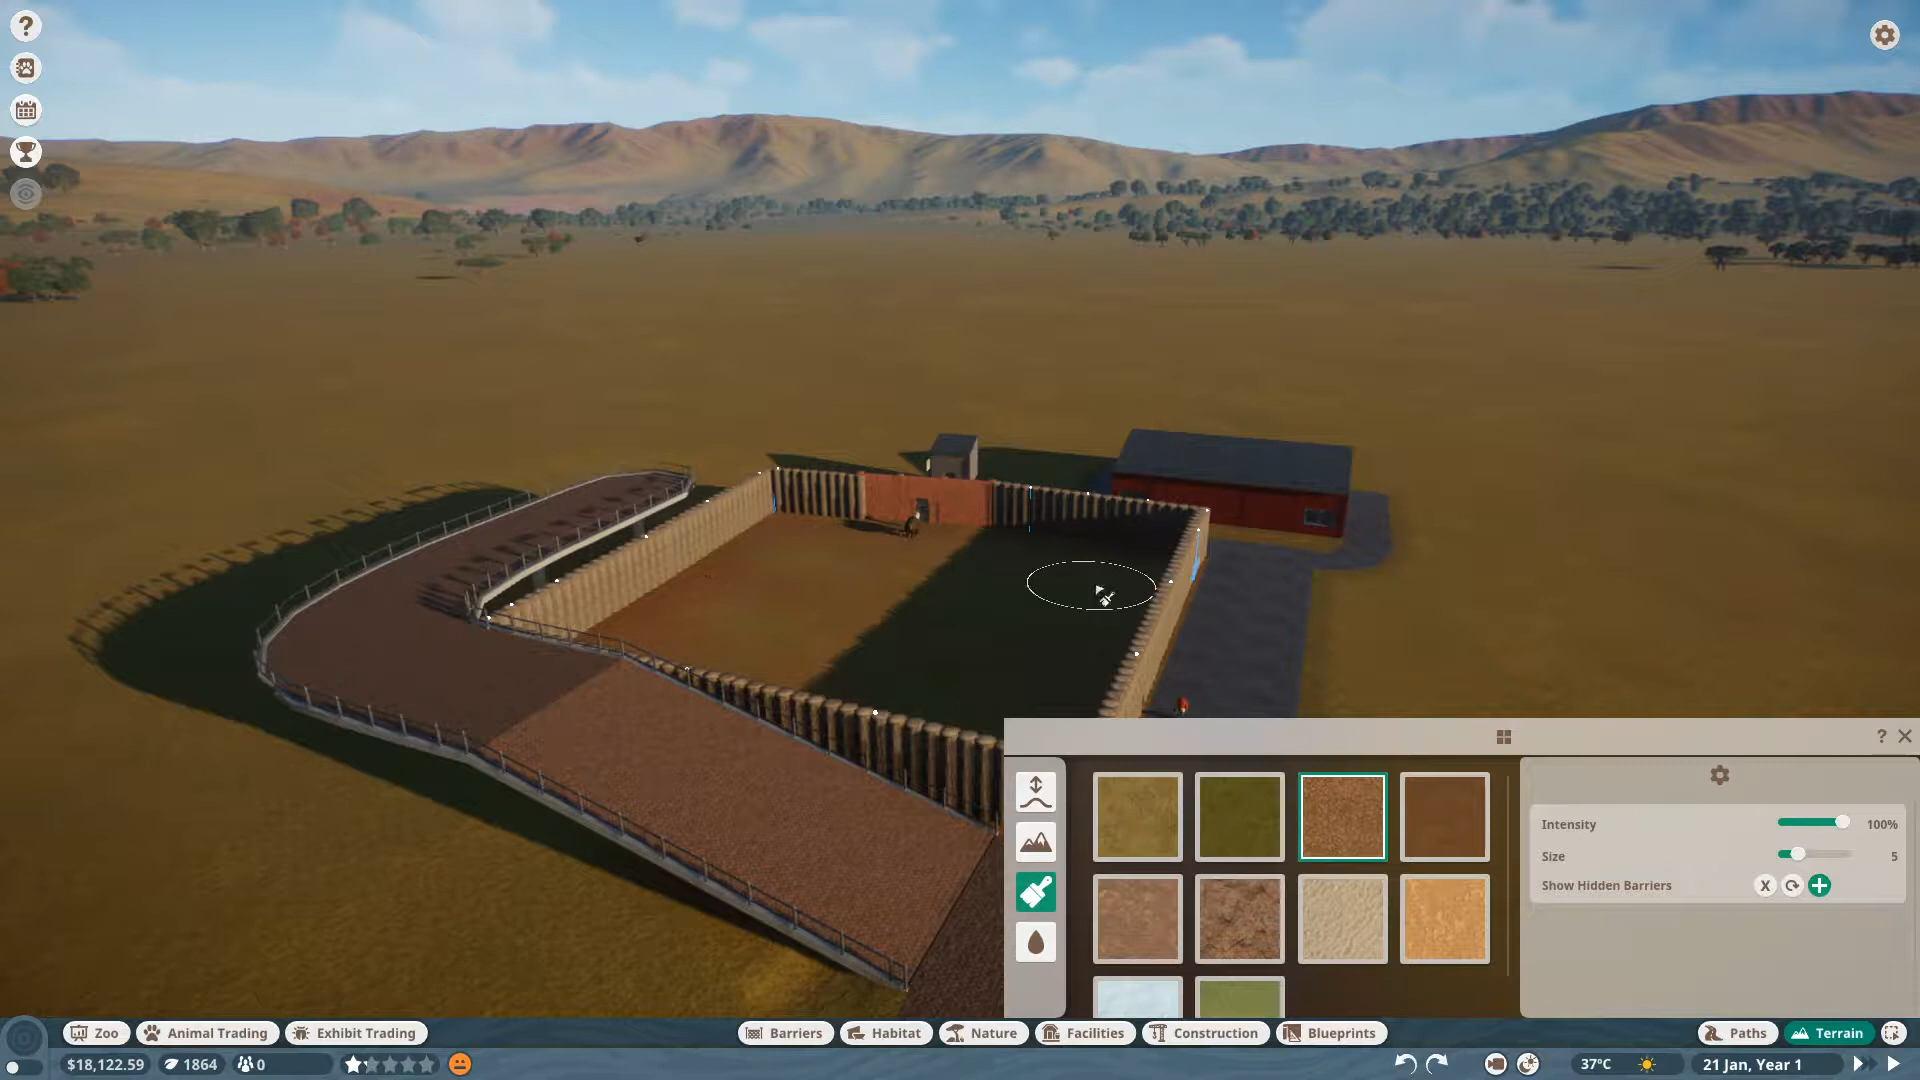 ?
? X
Intensity 100%
Size 5
Show Hidden Barriers X
Zoo Animal Trading Exhibit Trading Barriers Habitat Nature Facilities Construction Blueprints Paths Terrain
$18,122.59 1864 0 37°C 21 Jan, Year 1